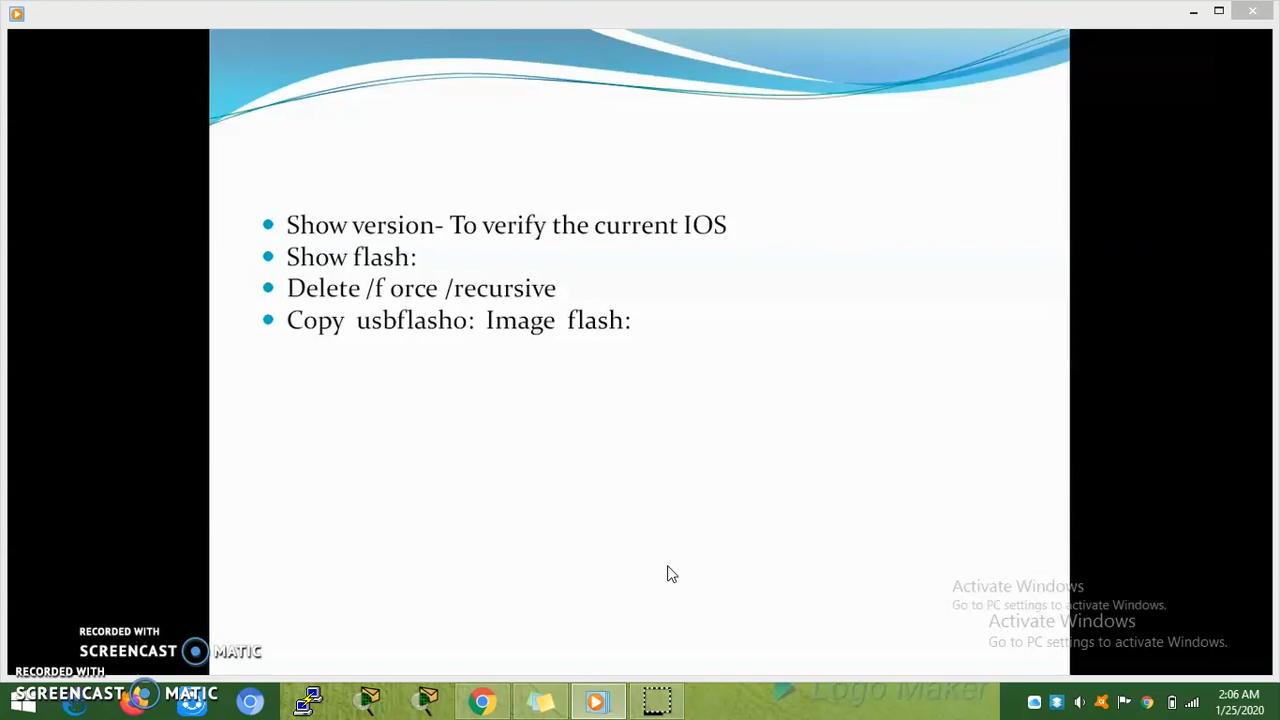 Show version- To verify the current IOS
Show flash:
Delete /f orce /recursive
Copy usbflasho: Image flash:
Activate Windows
Go to PC settings to activate Windows.
Activate Windows
Go to PC settings to activate Windows.
RECORDED WITH
SCREENCAST MATIC
RECORDED WITH
SCREENCAST MATIC
Logo Maker
2:06 AM
1/25/2020